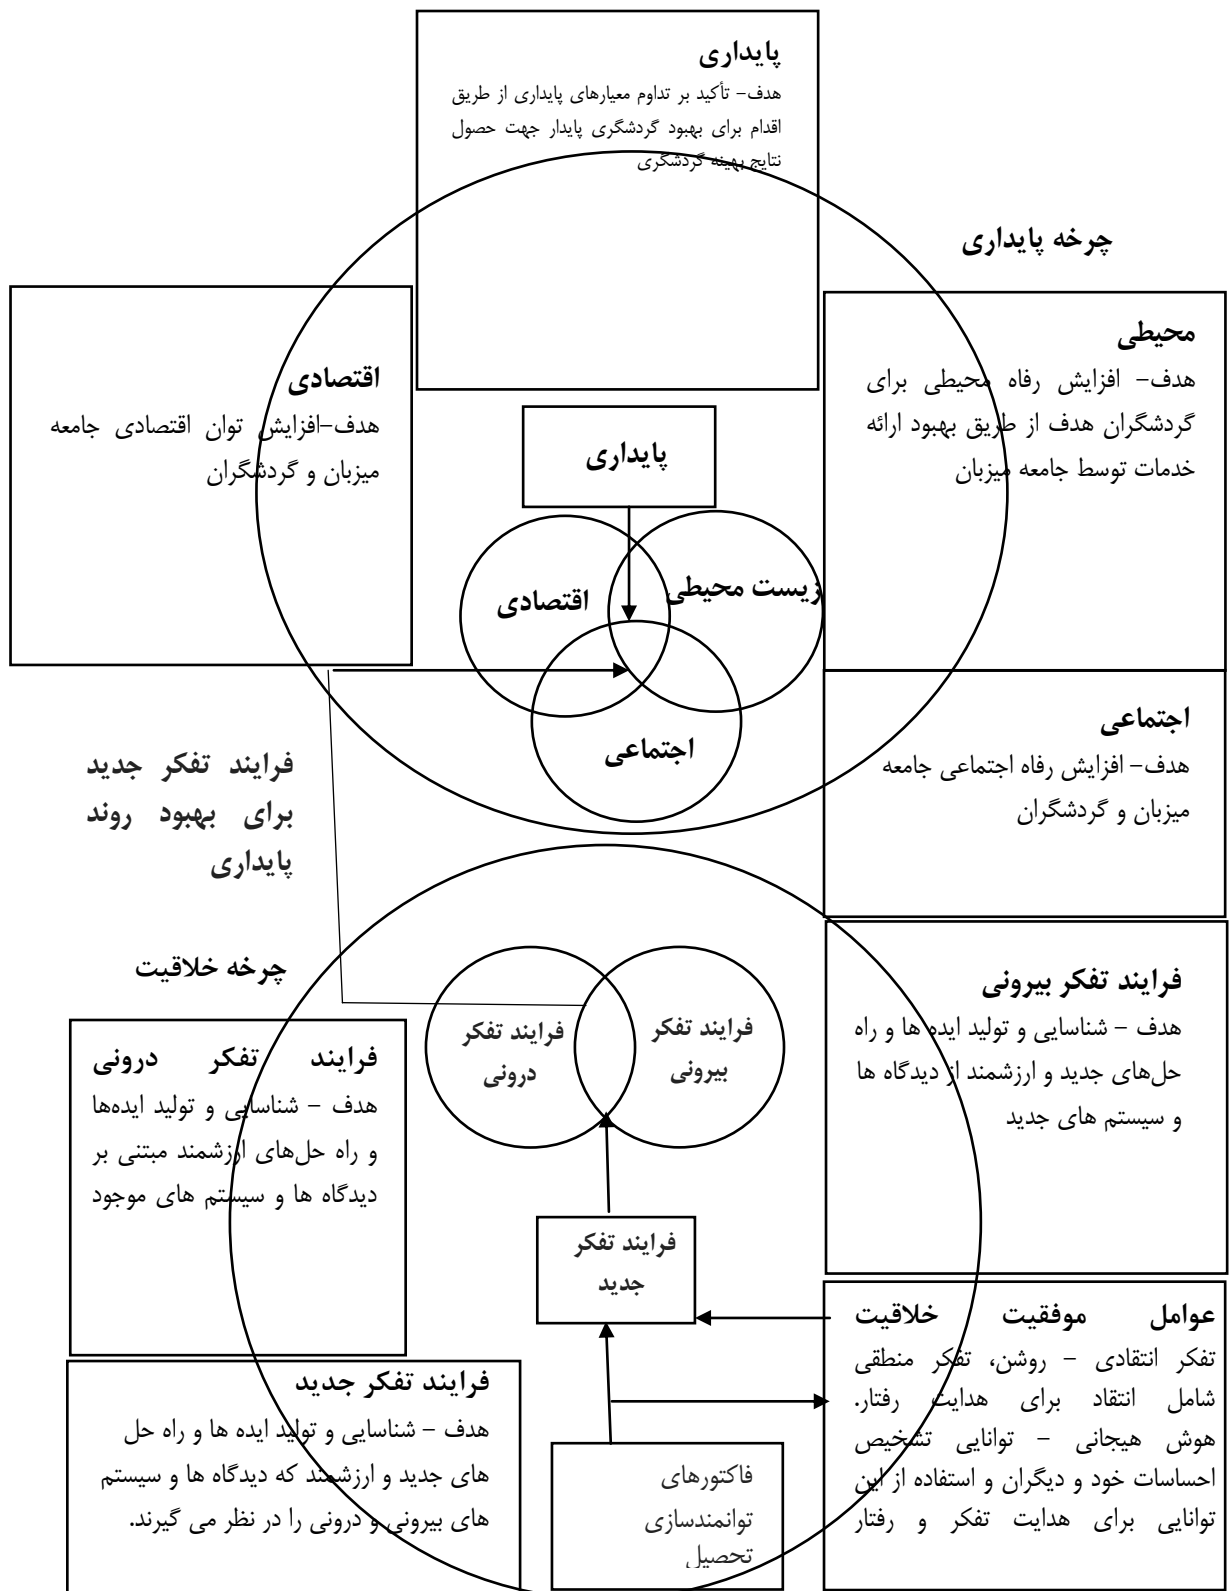 پایداری
هدف- تأکید بر تداوم معیارهای پایداری از طریق
اقدام برای بهبود گردشگری پایدار جهت حصول
نتایج بهینه گردشگری
چرخه پایداری
محیطی
هدف- افزایش رفاه محیطی برای
گردشگران هدف از طریق بهبود ارائه
خدمات توسط جامعه میزبان
اقتصادی
هدف-افزایش توان اقتصادی جامعه
میزبان و گردشگران
پایداری
زیست محیطی
اقتصادی
اجتماعی
اجتماعی
هدف- افزایش رفاه اجتماعی جامعه
میزبان و گردشگران
فرایند تفکر جدید
برای بهبود روند
پایداری
چرخه خلاقیت
فرایند تفکر بیرونی
هدف - شناسایی و تولید ایده ها و راه
حل‌های جدید و ارزشمند از دیدگاه ها
و سیستم های جدید
فرایند تفکر
بیرونی
فرایند تفکر
درونی
فرایند تفکر درونی
هدف - شناسایی و تولید ایده‌ها
و راه حل‌های ارزشمند مبتنی بر
دیدگاه ها و سیستم های موجود
فرایند تفکر
جدید
عوامل موفقیت خلاقیت
تفکر انتقادی - روشن، تفکر منطقی
شامل انتقاد برای هدایت رفتار.
هوش هیجانی - توانایی تشخیص
احساسات خود و دیگران و استفاده از این
توانایی برای هدایت تفکر و رفتار
فرایند تفکر جدید
هدف - شناسایی و تولید ایده ها و راه حل
های جدید و ارزشمند که دیدگاه ها و سیستم
های بیرونی و درونی را در نظر می گیرند.
فاکتورهای
توانمندسازی
تحصیل